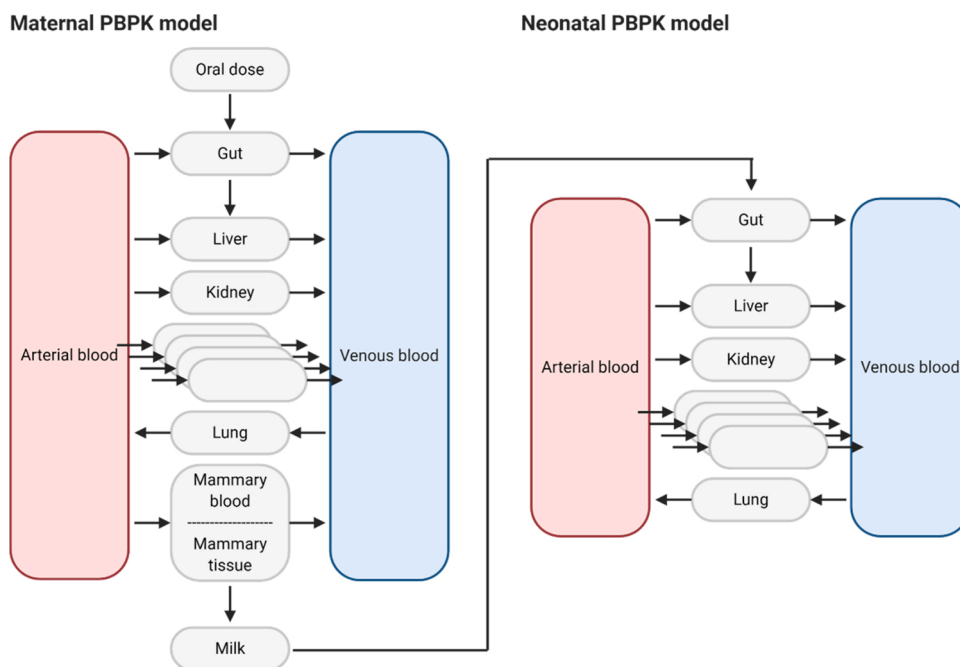 Maternal PBPK model
Oral dose
Gut
Liver
Kidney
Arterial blood
Venous blood
Lung
Mammary
blood
Mammary
tissue
Milk
Neonatal PBPK model
Gut
Liver
Kidney
Arterial blood
Venous blood
Lung